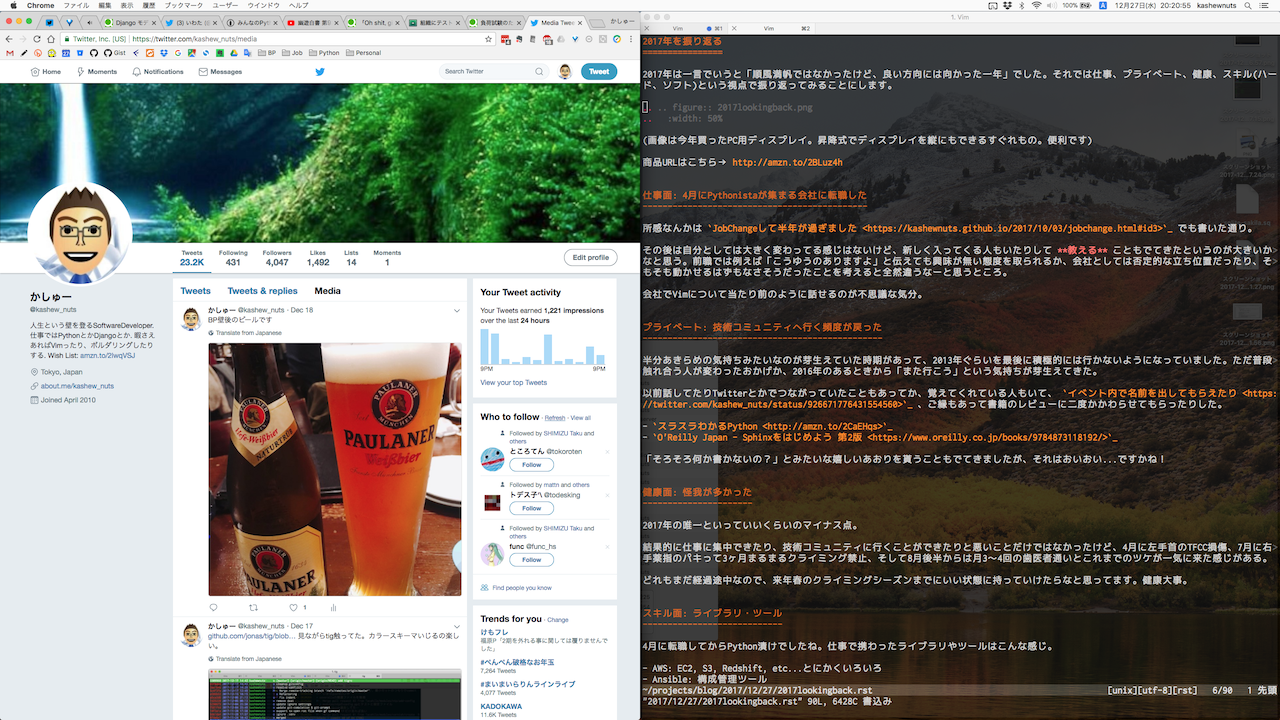 Chrome ファイル 編集 表示 履歴 ブックマーク ユーザー ウインドウ ヘルプ
100% 12月27日(水) 20:20:55 kashewnuts
Django モデ
(3) いわた
みんなのPy
幽遊白書 第8
「Oh shit, g
組織にテスト
負荷試験のた
Media Twee
かしゅー
Twitter, Inc. [US] https://twitter.com/kashew_nuts/media
Gist
BP Job Python Personal
Home Moments Notifications Messages
Search Twitter
Tweet
Tweets Following Followers Likes Lists Moments
23.2K 431 4,047 1,492 14 1
Edit profile
かしゅー
@kashew_nuts
人生という壁を登るSoftwareDeveloper.
仕事ではPythonとかDjangoとか. 暇さえ
あればVimったり、ボルダリングしたり
する. Wish List: amzn.to/2IwqVSJ
Tokyo, Japan
about.me/kashew_nuts
Joined April 2010
Tweets Tweets & replies Media
かしゅー @kashew_nuts · Dec 18
BP壁後のビールです
Translate from Japanese
NATURTRÜB
PAULANER
MÜNCHEN
PAULANER
Weißbier
PAULANER
1
かしゅー @kashew_nuts · Dec 17
github.com/jonas/tig/blob... 見ながらtig触ってた。カラースキーマいじるの楽し
い。
Translate from Japanese
Your Tweet activity
Your Tweets earned 1,221 impressions
over the last 24 hours
9PM 9PM
View your top Tweets
Who to follow · Refresh · View all
Followed by SHIMIZU Taku and
others
ところてん @tokoroten
Follow
Followed by mattn and others
トデス子'\ @todesking
Follow
Followed by SHIMIZU Taku and
others
func @func_hs
Follow
Find people you know
Trends for you · Change
けもフレ
福原P「2期を外れる事に関しては覆りませんで
した」
#ぺんぺん破格なお年玉
7,264 Tweets
#まいまいらりんラインライブ
4,077 Tweets
KADOKAWA
11.6K Tweets
1. Vim
Vim ⌘1 Vim ⌘2
2017年を振り返る
==================
2017年は一言でいうと「順風満帆ではなかったけど、良い方向には向かった一年」でした。それでは仕事、プライベート、健康、スキル(ハー
ド、ソフト)という視点で振り返ってみることにします。
.. .. figure:: 2017lookingback.png
.. :width: 50%
(画像は今年買ったPC用ディスプレイ。昇降式でディスプレイを縦にもできるすぐれもの。便利です)
商品URLはこちら→ http://amzn.to/2BLuz4h
仕事面: 4月にPythonistaが集まる会社に転職した
-----------------------------------------
所感なんかは `JobChangeして半年が過ぎました <https://kashewnuts.github.io/2017/10/03/jobchange.html#id3>`_ でも書いた通り。
その後は自分としては大きく変わってる感じはないけど、新しく入ってくる人もいたりして **教える** こともでてきたというのが大きいか
なと思う。前職では例えば「こうゆうのありますよ」と伝えても興味が無い態度を取られるか、会社としては否定的な立ち位置だったり、そ
もそも動かせるはずもなさそうだったことを考えると全然違うなーと思うところ。
会社でVimについて当たり前のように話せるのが不思議な気分。
プライベート: 技術コミュニティへ行く頻度が戻った
--------------------------------------------
半分あきらめの気持ちみたいなのが芽生えていた時期があって、2013年ぐらいを最後に積極的には行かないようになっていました。ただ普段
触れ合う人が変わったおかげか、2016年のあるときから「また行こう」という気持ちが芽生えてきた。
以前話してたりTwitterとかでつながっていたこともあってか、覚えてくれている人もいて、 `イベント内で名前を出してもらえたり <https:
//twitter.com/kashew_nuts/status/926671776431554560>`_ 、ご縁もあって書籍のレビューに二度かかわらせてもらったりした。
- `スラスラわかるPython <http://amzn.to/2CaEHqs>`_
- `O'Reilly Japan - Sphinxをはじめよう 第2版 <https://www.oreilly.co.jp/books/9784873118192/>`_
「そろそろ何か書かないの？」とみたいな嬉しいあおりを貰うこともでてきましたが、それはおいおい...ですかね！
健康面: 怪我が多かった
--------------------
2017年の唯一といっていいくらいのマイナス点。
結果的に仕事に集中できたり、技術コミュニティに行くことができたりと悪いことだけではなかったけど、4月に左手首のTFCC損傷、7月に右
手薬指のパキって3ヶ月まるまるクライミング禁止、そして8月後半からは月3~4回の歯医者通いとこれまでのツケが一気に来た感じがある。
どれもまだ経過途中なので、来年春のクライミングシーズンまでにいい状態に持っていけたらなと思ってます。健康大事。
スキル面: ライブラリ・ツール
--------------------------
4月に転職してからPython漬けでしたね。仕事で携わったライブラリやツールはこんな感じ。
- AWS: EC2, S3, Redshift, etc...とにかくいろいろ
- Ansible: 構成管理ツール
~/projects/blog/2017/12/27/2017lookingback.rst [unix][utf-8][rst] 6/90 1 先頭
"2017/12/27/2017lookingback.rst" 90L, 6428C 書込み